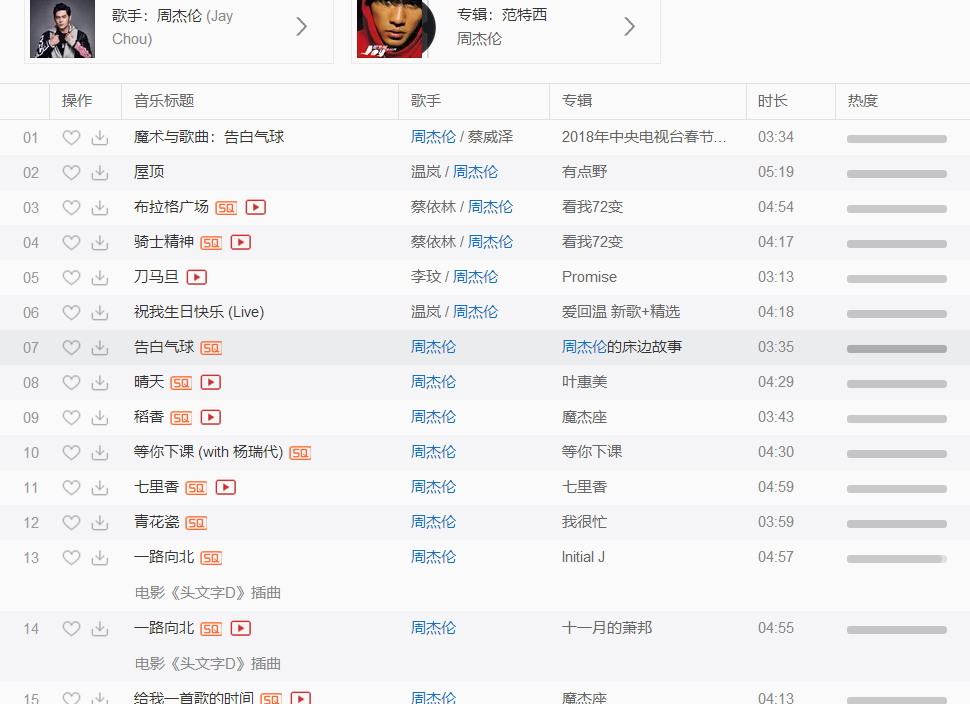 歌手：周杰伦 (Jay
Chou)
专辑：范特西
周杰伦
操作 音乐标题 歌手 专辑 时长 热度
01 魔术与歌曲：告白气球 周杰伦 / 蔡威泽 2018年中央电视台春节... 03:34
02 屋顶 温岚 / 周杰伦 有点野 05:19
03 布拉格广场 SQ 蔡依林 / 周杰伦 看我72变 04:54
04 骑士精神 SQ 蔡依林 / 周杰伦 看我72变 04:17
05 刀马旦 李玟 / 周杰伦 Promise 03:13
06 祝我生日快乐 (Live) 温岚 / 周杰伦 爱回温 新歌+精选 04:18
07 告白气球 SQ 周杰伦 周杰伦的床边故事 03:35
08 晴天 SQ 周杰伦 叶惠美 04:29
09 稻香 SQ 周杰伦 魔杰座 03:43
10 等你下课 (with 杨瑞代) SQ 周杰伦 等你下课 04:30
11 七里香 SQ 周杰伦 七里香 04:59
12 青花瓷 SQ 周杰伦 我很忙 03:59
13 一路向北 SQ 周杰伦 Initial J 04:57
电影《头文字D》插曲
14 一路向北 SQ 周杰伦 十一月的萧邦 04:55
电影《头文字D》插曲
15 给我一首歌的时间 SQ 周杰伦 魔杰座 04:13